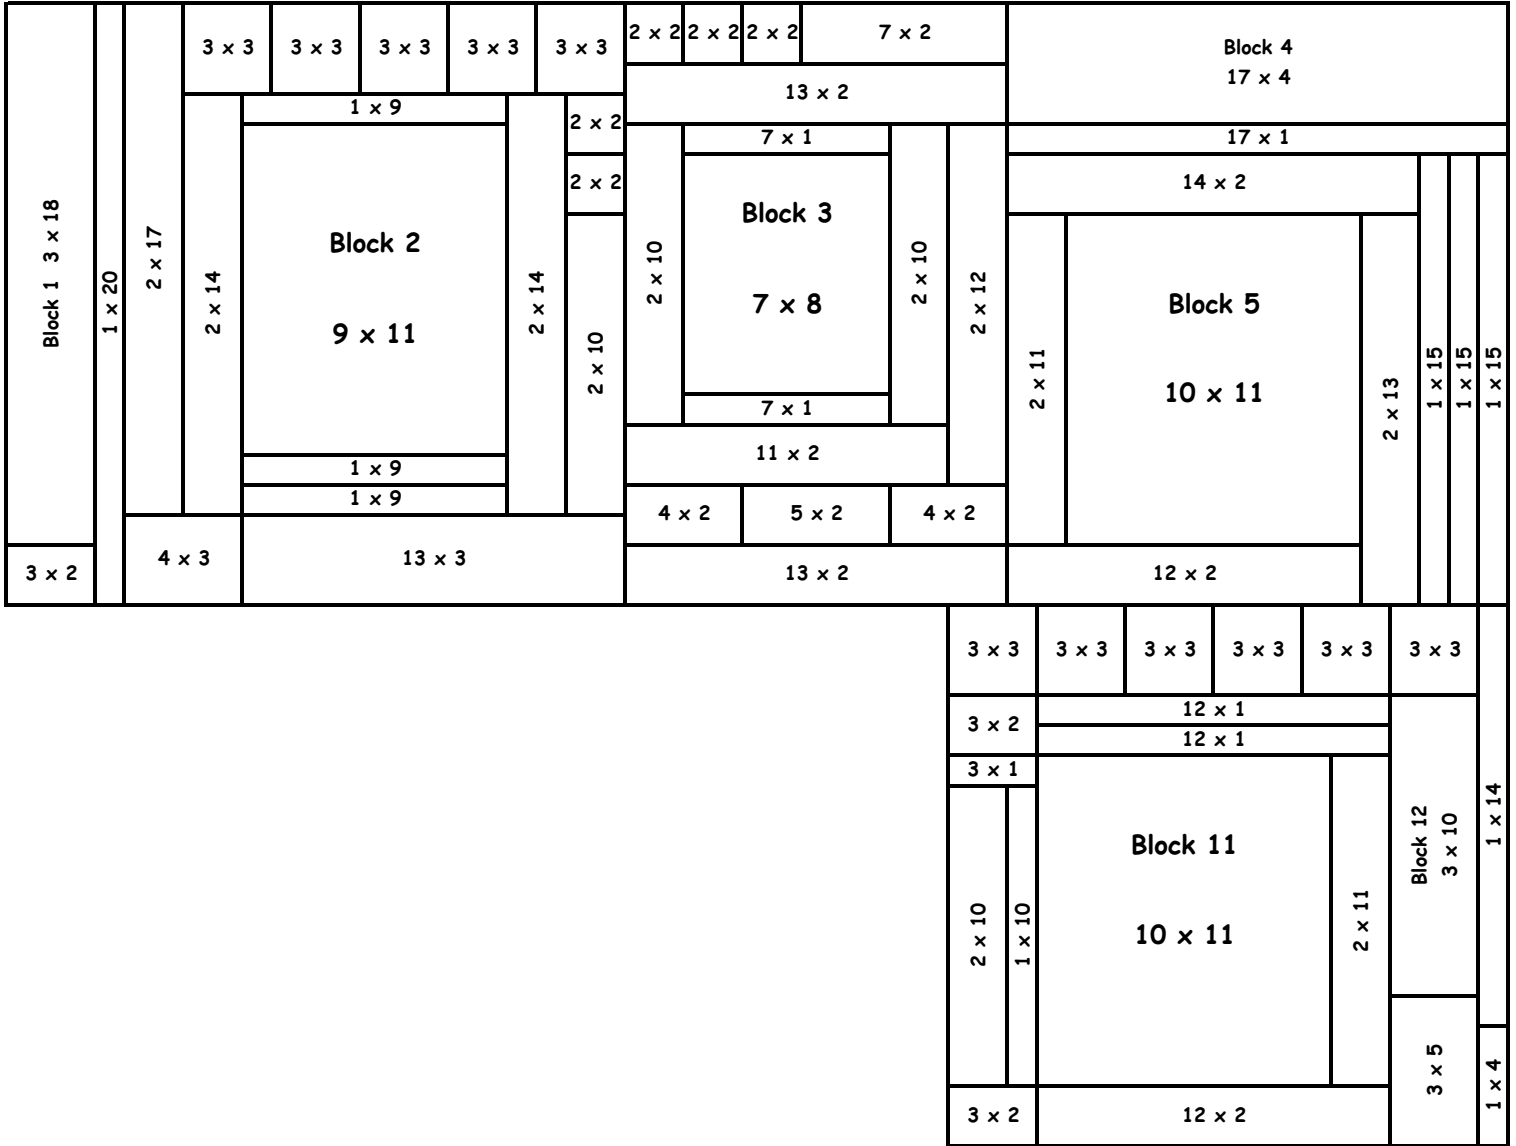 3 x 3
3 x 3
3 x 3
3 x 3
3 x 3
2 x 2
2 x 2
2 x 2
7 x 2
Block 4
17 x 4
13 x 2
1 x 9
2 x 2
7 x 1
17 x 1
2 x 2
14 x 2
Block 1 3 x 18
1 x 20
2 x 17
2 x 14
Block 2
9 x 11
2 x 14
2 x 10
2 x 10
Block 3
7 x 8
2 x 10
2 x 12
2 x 11
Block 5
10 x 11
2 x 13
1 x 15
1 x 15
1 x 15
7 x 1
11 x 2
1 x 9
1 x 9
4 x 2
5 x 2
4 x 2
3 x 2
4 x 3
13 x 3
13 x 2
12 x 2
3 x 3
3 x 3
3 x 3
3 x 3
3 x 3
3 x 3
3 x 2
12 x 1
12 x 1
3 x 1
2 x 10
1 x 10
Block 11
10 x 11
2 x 11
Block 12
3 x 10
1 x 14
3 x 5
1 x 4
3 x 2
12 x 2